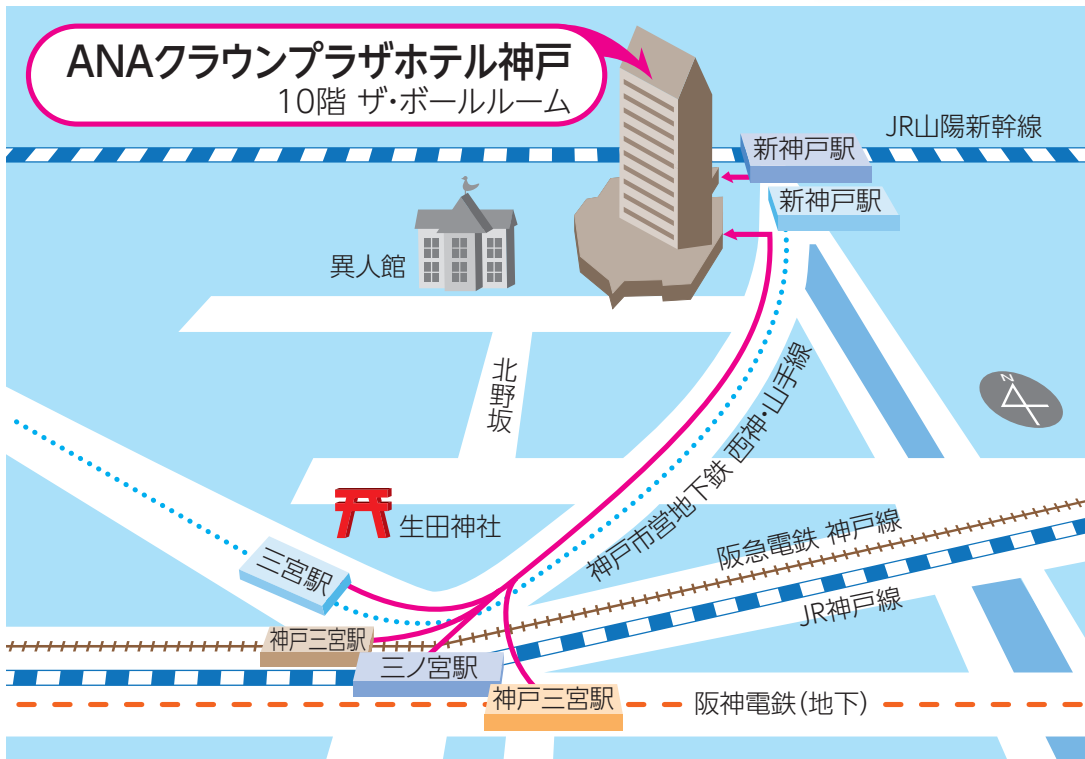 ANAクラウンプラザホテル神戸
10階 ザ・ボールルーム
JR山陽新幹線
新神戸駅
新神戸駅
異人館
北野坂
神戸市営地下鉄 西神・山手線
N
生田神社
阪急電鉄 神戸線
三宮駅
JR神戸線
神戸三宮駅
三ノ宮駅
神戸三宮駅
阪神電鉄(地下)